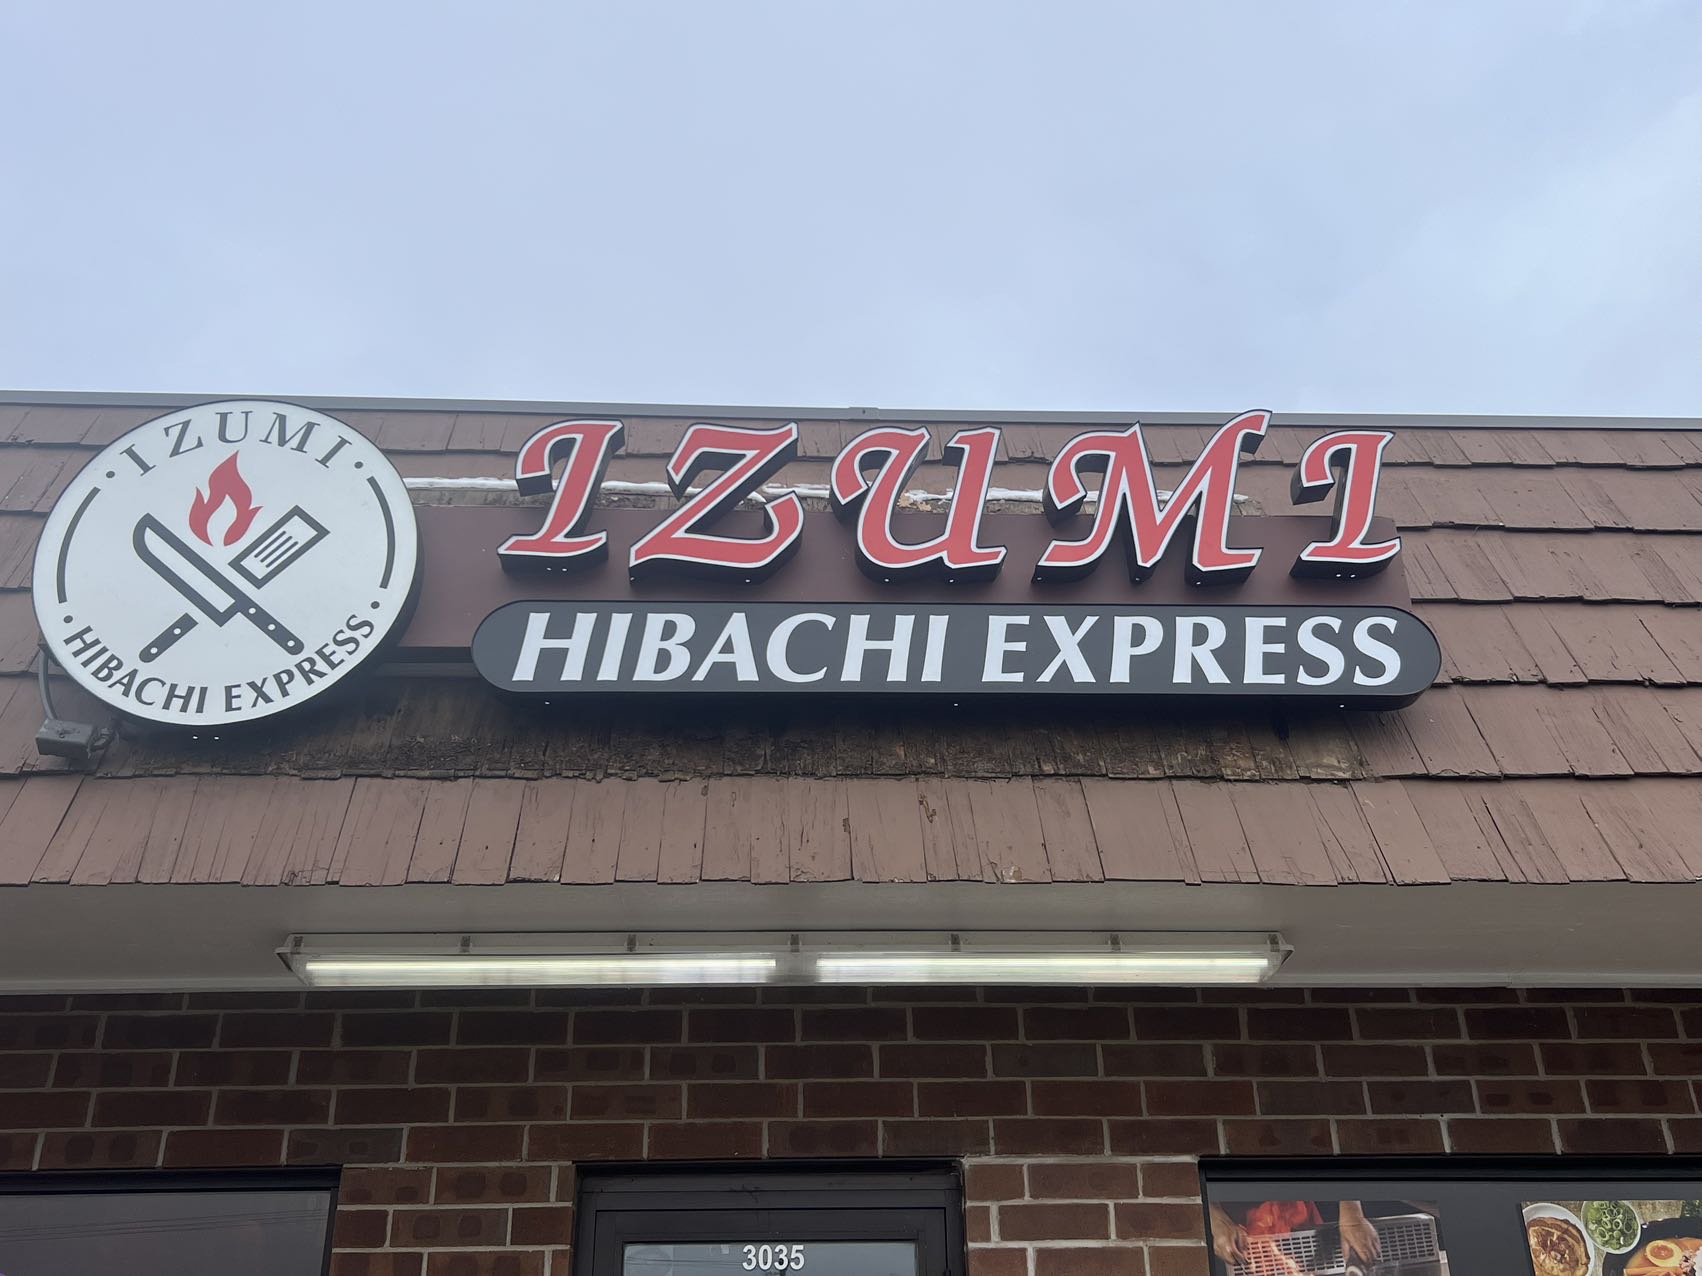 · IZUMI ·
· HIBACHI EXPRESS ·
IZUMI
HIBACHI EXPRESS
3035